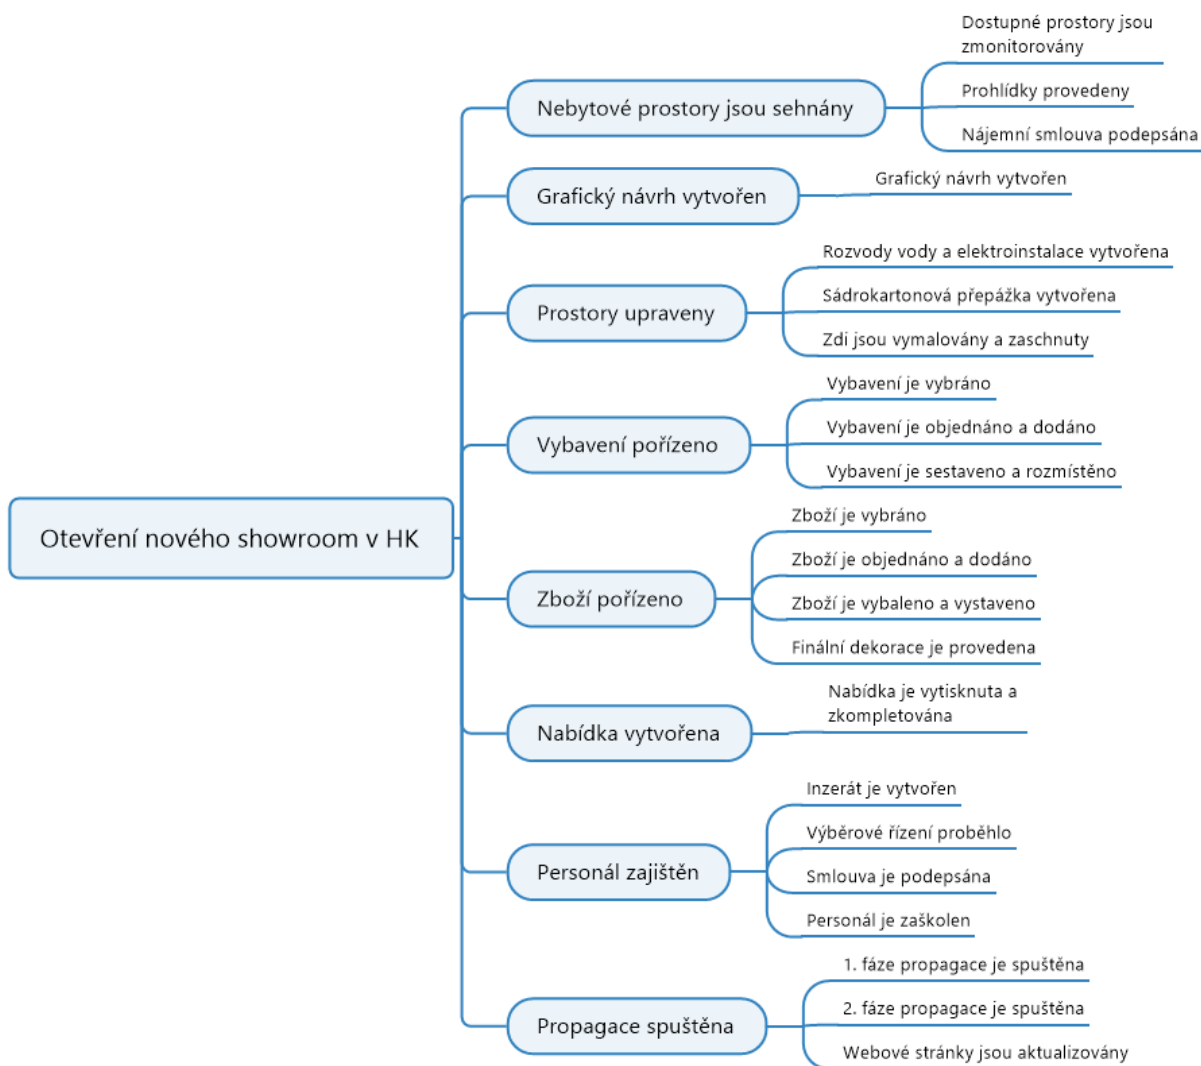 Otevření nového showroom v HK
Nebytové prostory jsou sehnány
Dostupné prostory jsou
zmonitorovány
Prohlídky provedeny
Nájemní smlouva podepsána
Grafický návrh vytvořen
Grafický návrh vytvořen
Prostory upraveny
Rozvody vody a elektroinstalace vytvořena
Sádrokartonová přepážka vytvořena
Zdi jsou vymalovány a zaschnuty
Vybavení pořízeno
Vybavení je vybráno
Vybavení je objednáno a dodáno
Vybavení je sestaveno a rozmístěno
Zboží pořízeno
Zboží je vybráno
Zboží je objednáno a dodáno
Zboží je vybaleno a vystaveno
Finální dekorace je provedena
Nabídka vytvořena
Nabídka je vytisknuta a
zkompletována
Personál zajištěn
Inzerát je vytvořen
Výběrové řízení proběhlo
Smlouva je podepsána
Personál je zaškolen
Propagace spuštěna
1. fáze propagace je spuštěna
2. fáze propagace je spuštěna
Webové stránky jsou aktualizovány